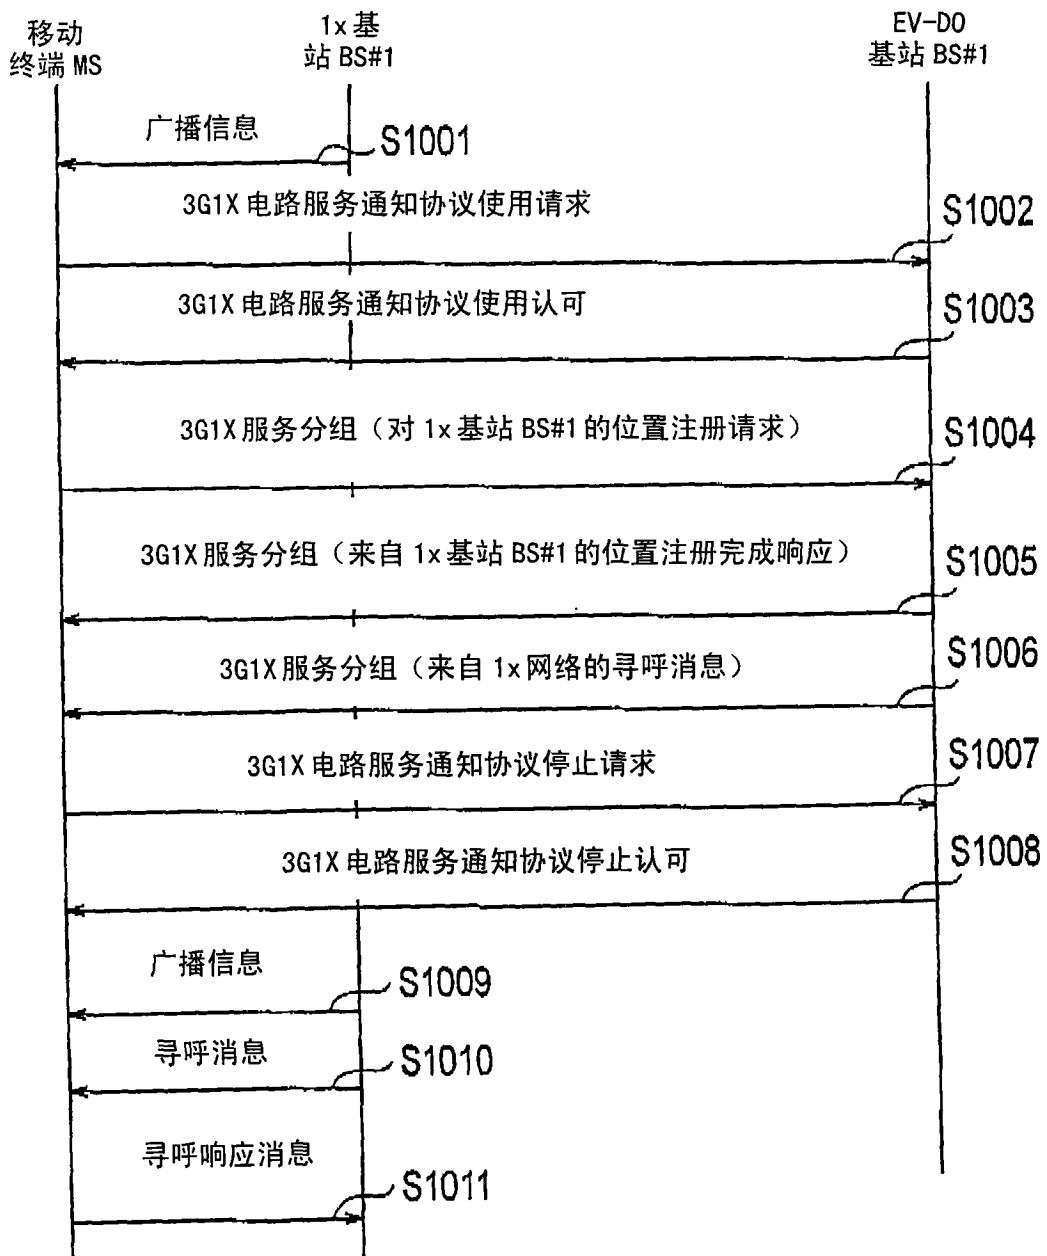 移动
终端 MS
1x 基
站 BS#1
EV-DO
基站 BS#1
广播信息
S1001
3G1X 电路服务通知协议使用请求
S1002
3G1X 电路服务通知协议使用认可
S1003
3G1X 服务分组（对 1x 基站 BS#1 的位置注册请求）
S1004
3G1X 服务分组（来自 1x 基站 BS#1 的位置注册完成响应）
S1005
3G1X 服务分组（来自 1x 网络的寻呼消息）
S1006
3G1X 电路服务通知协议停止请求
S1007
3G1X 电路服务通知协议停止认可
S1008
广播信息
S1009
寻呼消息
S1010
寻呼响应消息
S1011